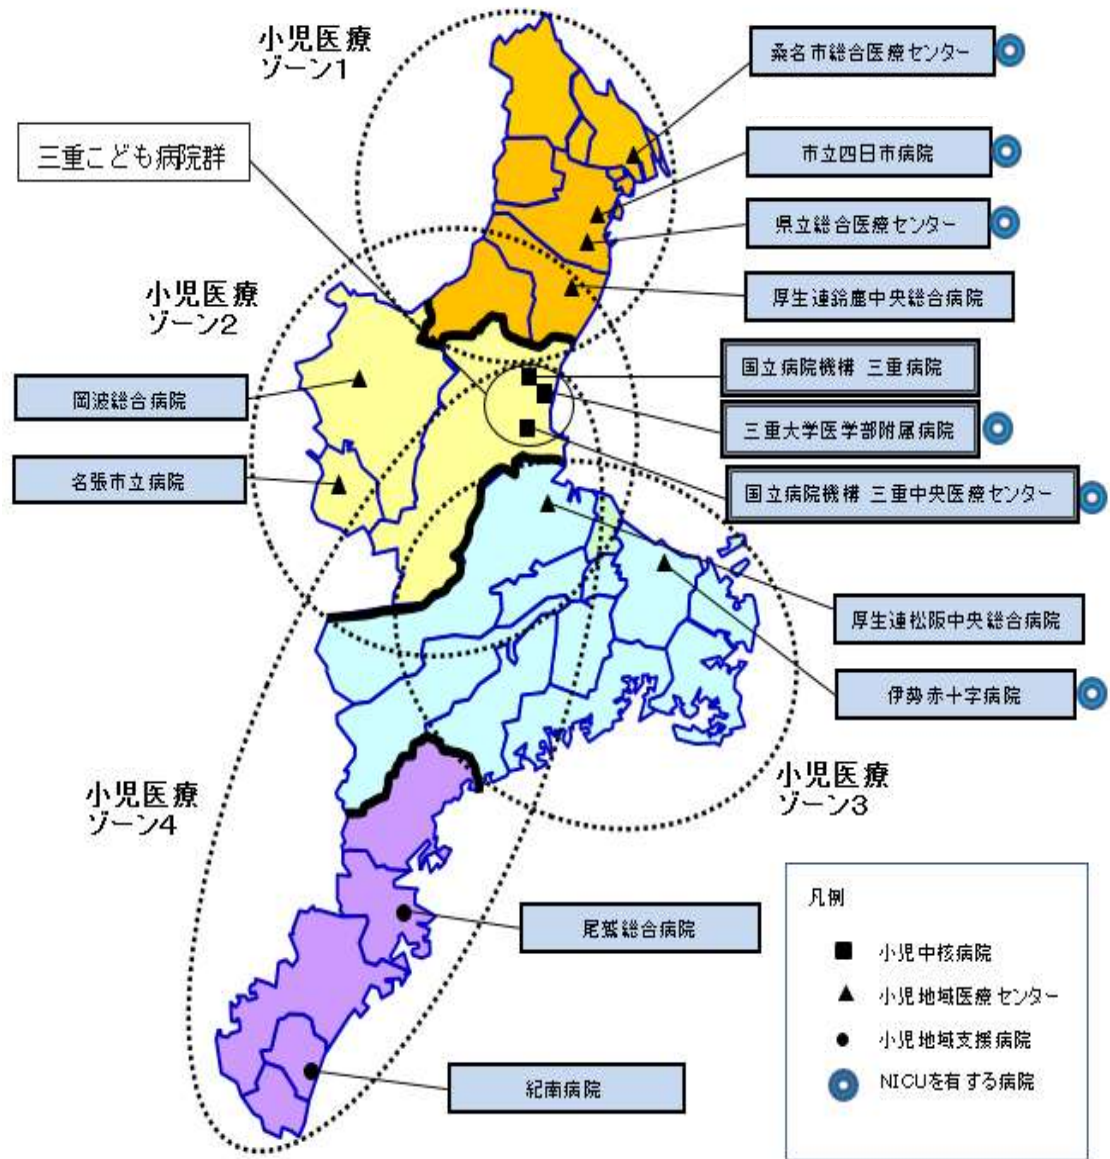 小児医療
ゾーン1
桑名市総合医療センター
三重こども病院群
市立四日市病院
県立総合医療センター
小児医療
ゾーン2
厚生連鈴鹿中央総合病院
国立病院機構 三重病院
岡波総合病院
三重大学医学部附属病院
名張市立病院
国立病院機構 三重中央医療センター
厚生連松阪中央総合病院
伊勢赤十字病院
小児医療
ゾーン3
小児医療
ゾーン4
尾鷲総合病院
紀南病院
凡例
小児中核病院
小児地域医療センター
小児地域支援病院
NICUを有する病院